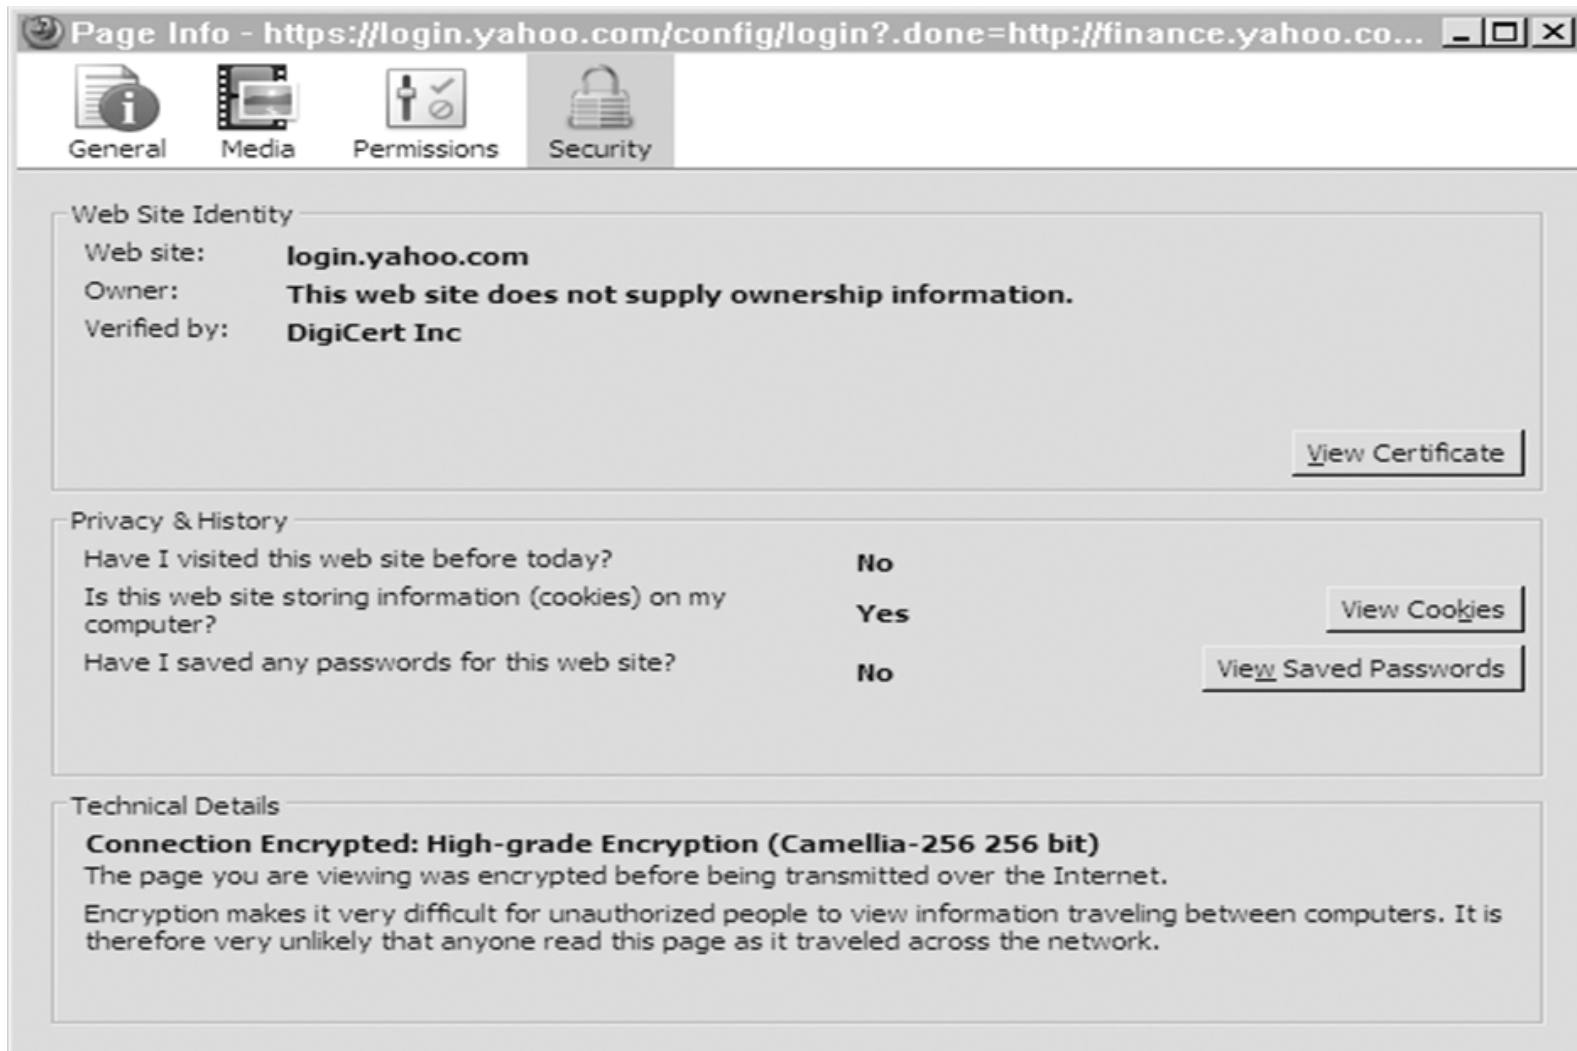 Page Info - https://login.yahoo.com/config/login?.done=http://finance.yahoo.co...
General Media Permissions Security
Web Site Identity
Web site: login.yahoo.com
Owner: This web site does not supply ownership information.
Verified by: DigiCert Inc
View Certificate
Privacy & History
Have I visited this web site before today? No
Is this web site storing information (cookies) on my
computer? Yes View Cookies
Have I saved any passwords for this web site? No View Saved Passwords
Technical Details
Connection Encrypted: High-grade Encryption (Camellia-256 256 bit)
The page you are viewing was encrypted before being transmitted over the Internet.
Encryption makes it very difficult for unauthorized people to view information traveling between computers. It is
therefore very unlikely that anyone read this page as it traveled across the network.